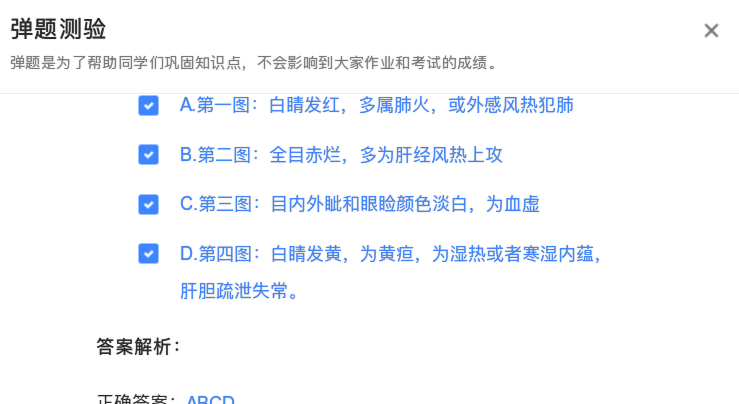 弹题测验
弹题是为了帮助同学们巩固知识点，不会影响到大家作业和考试的成绩。
A.第一图：白睛发红，多属肺火，或外感风热犯肺
B.第二图：全目赤烂，多为肝经风热上攻
C.第三图：目内外眦和眼睑颜色淡白，为血虚
D.第四图：白睛发黄，为黄疸，为湿热或者寒湿内蕴，
肝胆疏泄失常。
答案解析：
正确答案：ABCD